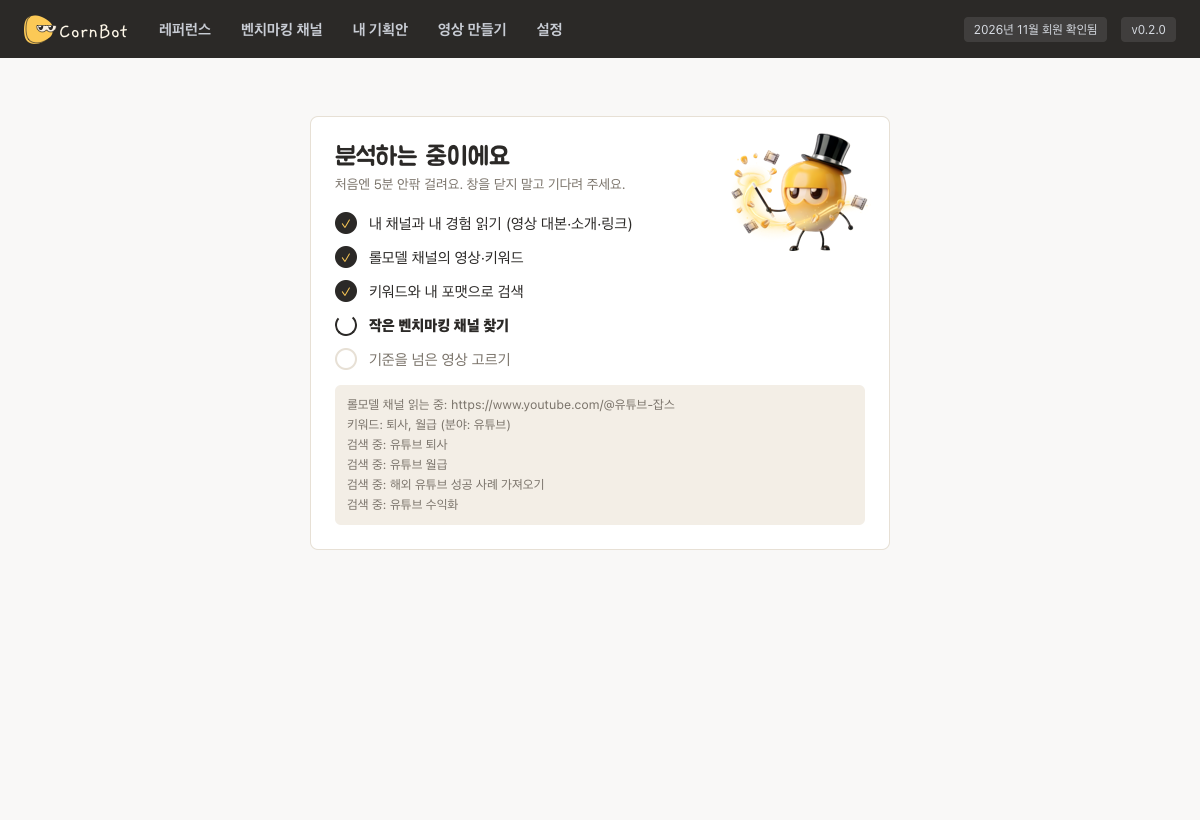 CornBot 레퍼런스 벤치마킹 채널 내 기획안 영상 만들기 설정 2026년 11월 회원 확인됨 v0.2.0
분석하는 중이에요
처음엔 5분 안팎 걸려요. 창을 닫지 말고 기다려 주세요.
내 채널과 내 경험 읽기 (영상 대본·소개·링크)
롤모델 채널의 영상·키워드
키워드와 내 포맷으로 검색
작은 벤치마킹 채널 찾기
기준을 넘은 영상 고르기
롤모델 채널 읽는 중: https://www.youtube.com/@유튜브-잡스
키워드: 퇴사, 월급 (분야: 유튜브)
검색 중: 유튜브 퇴사
검색 중: 유튜브 월급
검색 중: 해외 유튜브 성공 사례 가져오기
검색 중: 유튜브 수익화